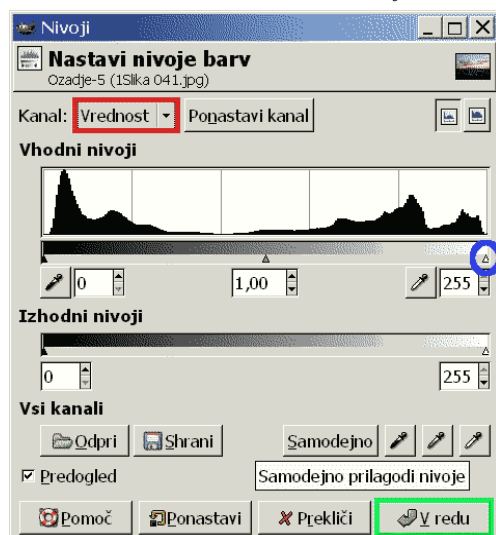 Nivoji
Nastavi nivoje barv
Ozadje-5 (1Slika 041.jpg)
Kanal: Vrednost Ponastavi kanal
Vhodni nivoji
0 1,00 255
Izhodni nivoji
0 255
Vsi kanali
Odpri Shrani Samodejno
Predogled Samodejno prilagodi nivoje
Pomoč Ponastavi Prekliči V redu